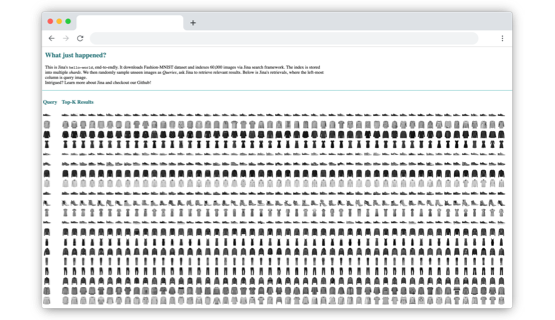 What just happened?
This is Jina's hello-world, end-to-endly. It downloads Fashion-MNIST dataset and indexes 60,000 images via Jina search framework. The index is stored
into multiple shards. We then randomly sample unseen images as Queries, ask Jina to retrieve relevant results. Below is Jina's retrievals, where the left-most
column is query image.
Intrigued? Learn more about Jina and checkout our Github!
Query Top-K Results